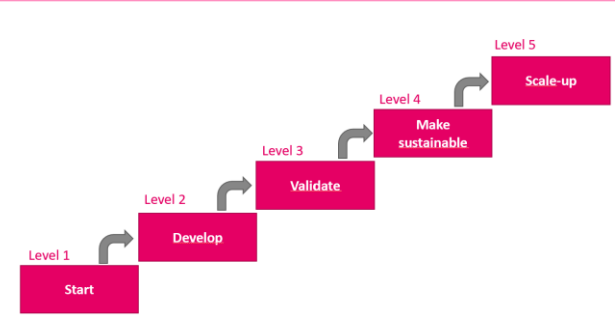 Level 5
Scale-up
Level 4
Make
sustainable
Level 3
Validate
Level 2
Develop
Level 1
Start